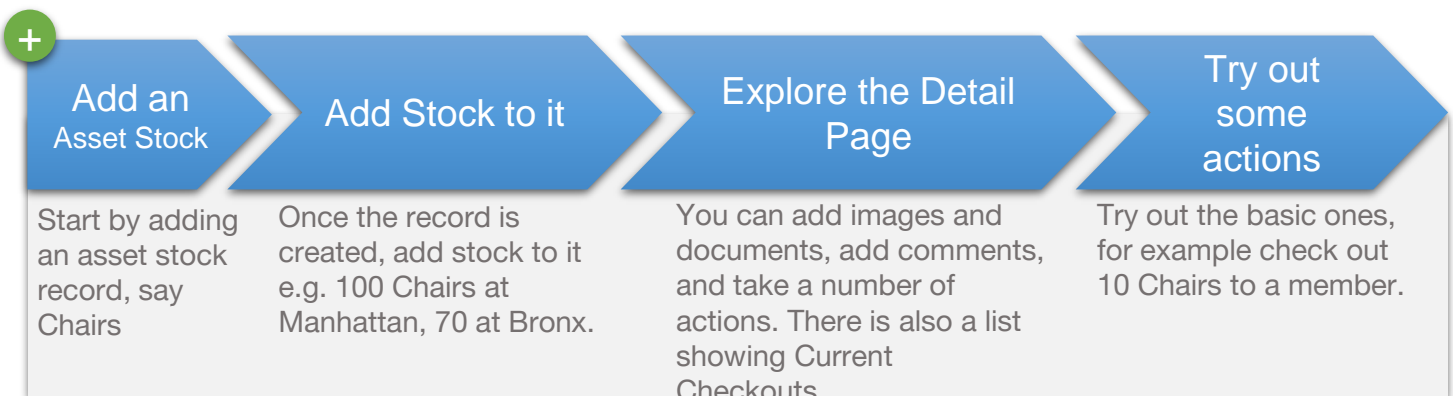 +
Add an
Asset Stock
Start by adding
an asset stock
record, say
Chairs
Add Stock to it
Once the record is
created, add stock to it
e.g. 100 Chairs at
Manhattan, 70 at Bronx.
Explore the Detail
Page
You can add images and
documents, add comments,
and take a number of
actions. There is also a list
showing Current
Checkouts
Try out
some
actions
Try out the basic ones,
for example check out
10 Chairs to a member.